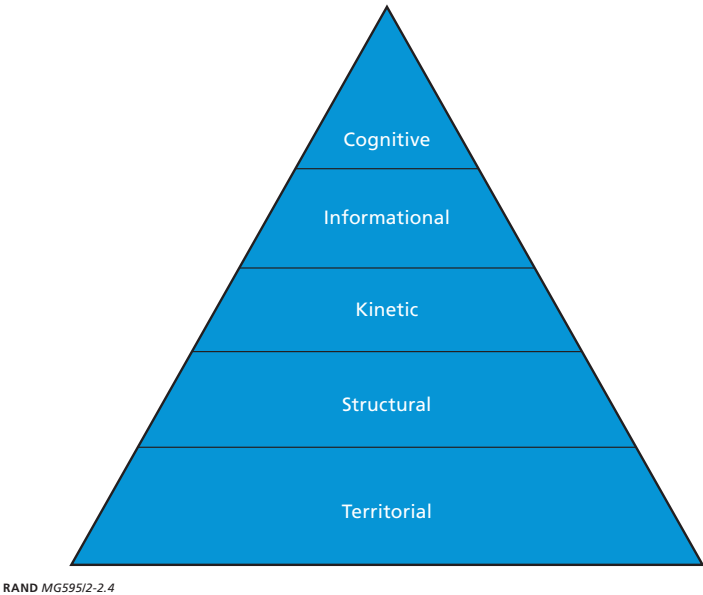 Cognitive
Informational
Kinetic
Structural
Territorial
RAND MG595/2-2.4